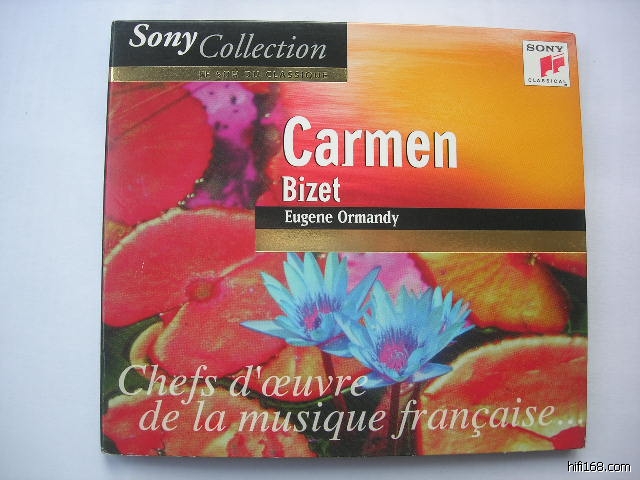 Sony Collection
SONY
CLASSICAL
Carmen
Bizet
Eugene Ormandy
Chefs d'œuvre
de la musique française...
hifi168.com